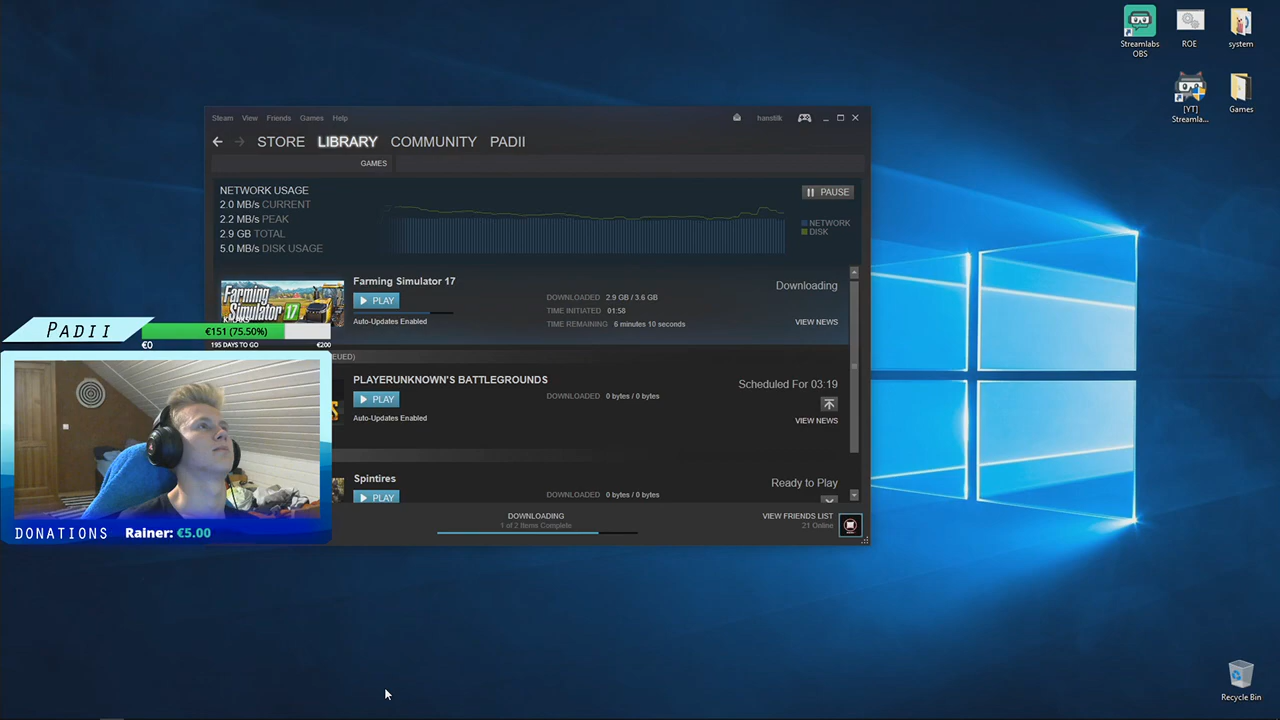 Streamlabs OBS
ROE
system
[YT] Streamla...
Games
Steam View Friends Games Help
hanstilk
STORE LIBRARY COMMUNITY PADII
GAMES
NETWORK USAGE
2.0 MB/s CURRENT
2.2 MB/s PEAK
2.9 GB TOTAL
5.0 MB/s DISK USAGE
PAUSE
NETWORK
DISK
Farming Simulator 17
PLAY
Auto-Updates Enabled
DOWNLOADED 2.9 GB / 3.6 GB
TIME INITIATED 01:58
TIME REMAINING 6 minutes 10 seconds
Downloading
VIEW NEWS
Farming Simulator 17
PADII
€151 (75.50%)
€0
195 DAYS TO GO
€200
UED)
PLAYERUNKNOWN'S BATTLEGROUNDS
PLAY
Auto-Updates Enabled
DOWNLOADED 0 bytes / 0 bytes
Scheduled For 03:19
VIEW NEWS
Spintires
PLAY
DOWNLOADED 0 bytes / 0 bytes
Ready to Play
DOWNLOADING
1 of 2 Items Complete
VIEW FRIENDS LIST
21 Online
DONATIONS Rainer: €5.00
Recycle Bin